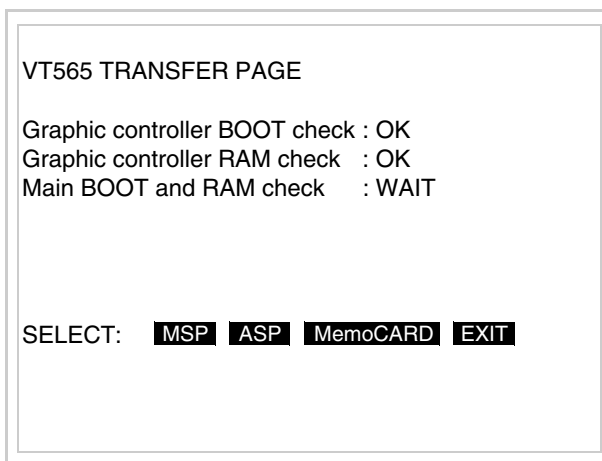 VT565 TRANSFER PAGE
Graphic controller BOOT check : OK
Graphic controller RAM check : OK
Main BOOT and RAM check : WAIT
SELECT: MSP ASP MemoCARD EXIT